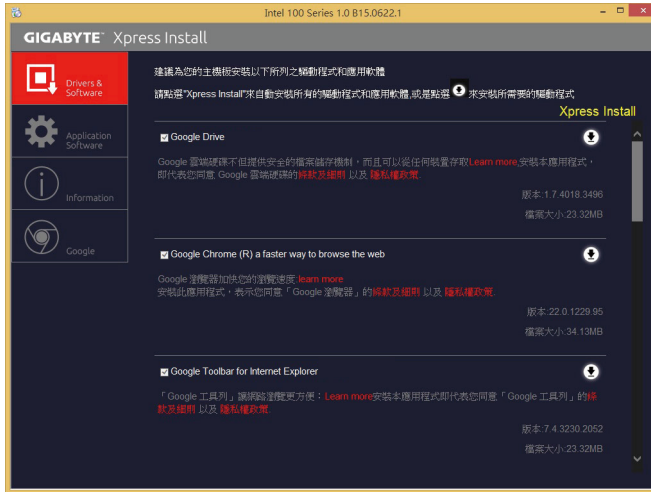 Intel 100 Series 1.0 B15.0622.1
GIGABYTE™ Xpress Install
Drivers &
Software
Application
Software
Information
Google
建議為您的主機板安裝以下所列之驅動程式和應用軟體
請點選"Xpress Install"來自動安裝所有的驅動程式和應用軟體,或是點選 來安裝所需要的驅動程式
Xpress Install
Google Drive
Google 雲端硬碟不但提供安全的檔案儲存機制，而且可以從任何裝置存取Learn more,安裝本應用程式，
即代表您同意 Google 雲端硬碟的條款及細則 以及 隱私權政策.
版本:1.7.4018.3496
檔案大小:23.32MB
Google Chrome (R) a faster way to browse the web
Google 瀏覽器加快您的瀏覽速度.learn more
安裝此應用程式，表示您同意「Google 瀏覽器」的條款及細則 以及 隱私權政策.
版本:22.0.1229.95
檔案大小:34.13MB
Google Toolbar for Internet Explorer
「Google 工具列」讓網路瀏覽更方便：Learn more安裝本應用程式即代表您同意「Google 工具列」的條
款及細則 以及 隱私權政策.
版本:7.4.3230.2052
檔案大小:23.32MB